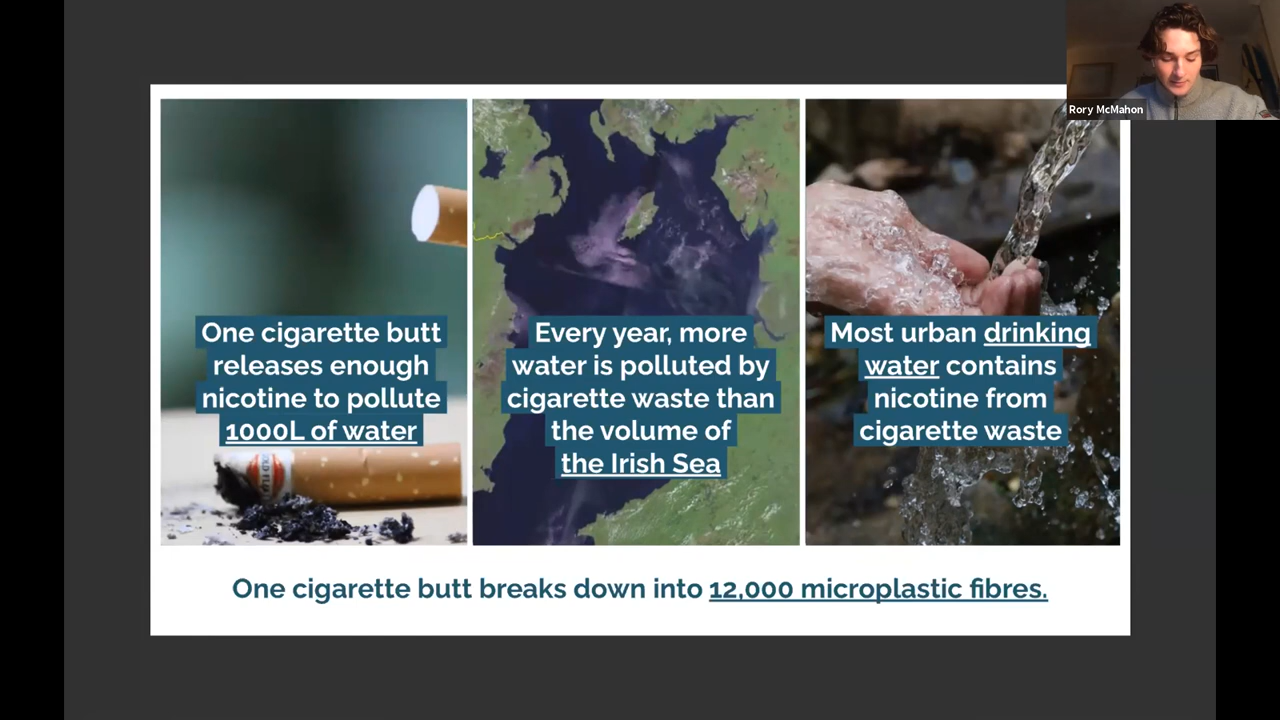 Rory McMahon
One cigarette butt
releases enough
nicotine to pollute
1000L of water
Every year, more
water is polluted by
cigarette waste than
the volume of
the Irish Sea
Most urban drinking
water contains
nicotine from
cigarette waste
One cigarette butt breaks down into 12,000 microplastic fibres.